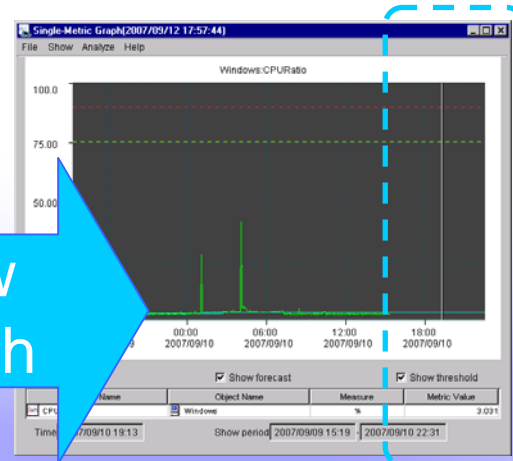 Single-Metric Graph(2007/09/12 17:57:44)
File Show Analyze Help
Windows:CPURatio
100.0
75.00
50.00
00:00 06:00 12:00 18:00
2007/09/10 2007/09/10 2007/09/10 2007/09/10
Show forecast Show threshold
Name Object Name Measure Metric Value
CPU Windows % 3.031
Time 07/09/10 19:13 Show period 2007/09/09 15:19 - 2007/09/10 22:31